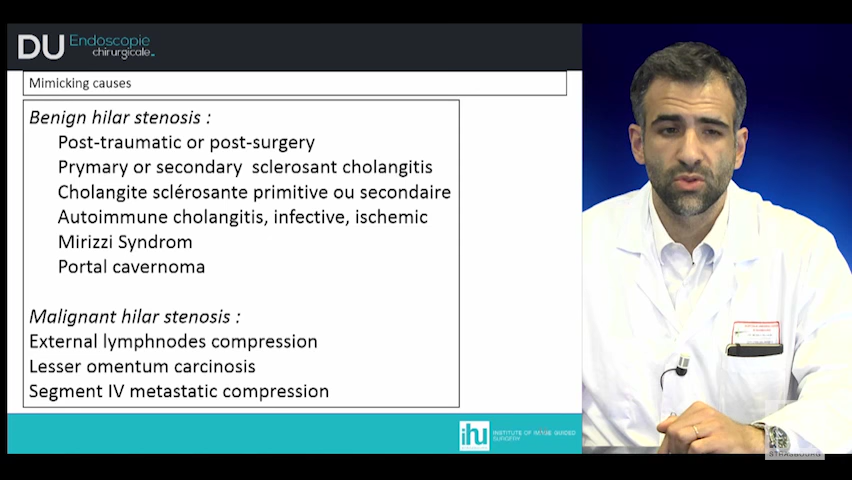 DU Endoscopie
chirurgicale_
Mimicking causes
Benign hilar stenosis :
Post-traumatic or post-surgery
Prymary or secondary sclerosant cholangitis
Cholangite sclérosante primitive ou secondaire
Autoimmune cholangitis, infective, ischemic
Mirizzi Syndrom
Portal cavernoma
Malignant hilar stenosis :
External lymphnodes compression
Lesser omentum carcinosis
Segment IV metastatic compression
ihu INSTITUTE OF IMAGE GUIDED
SURGERY
STRASBOURG